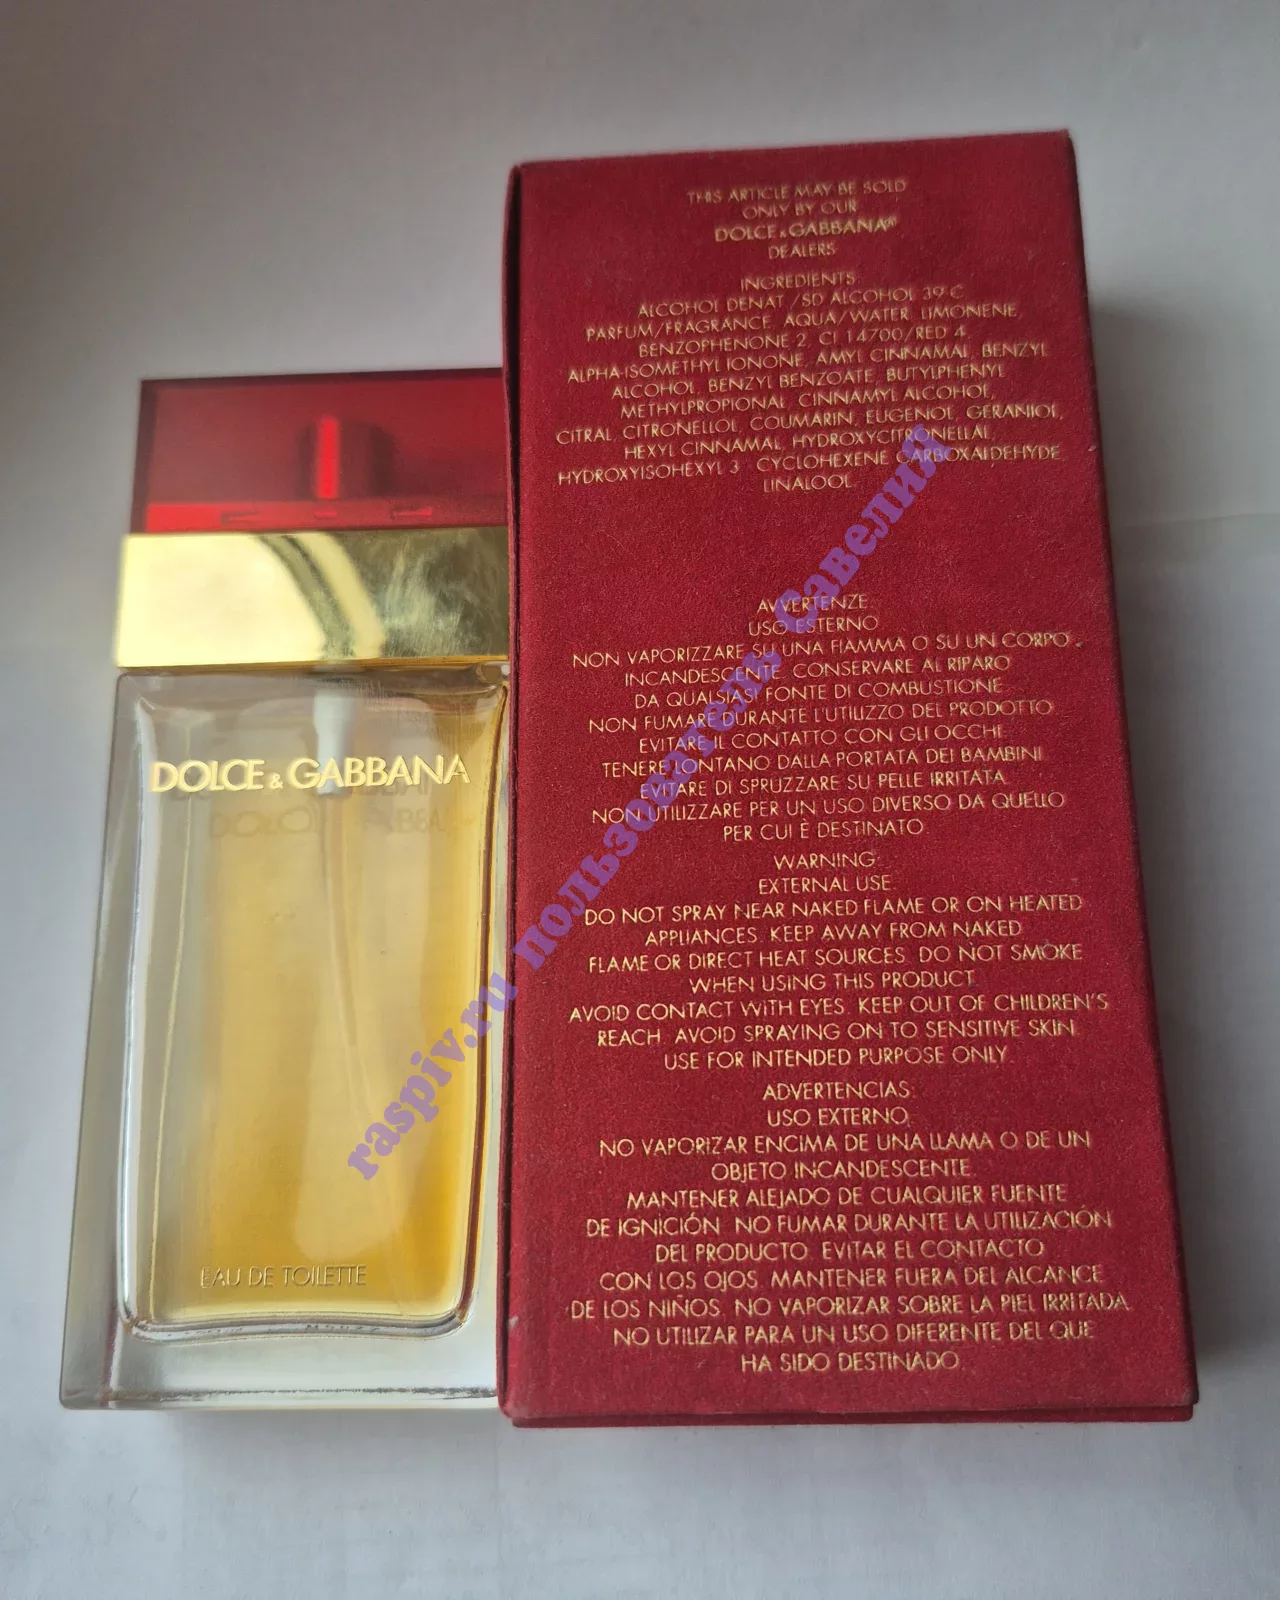 THIS ARTICLE MAY BE SOLD
ONLY BY OUR
DOLCE & GABBANA®
DEALERS
INGREDIENTS:
ALCOHOL DENAT /SD ALCOHOL 39 C,
PARFUM/FRAGRANCE, AQUA/WATER, LIMONENE,
BENZOPHENONE 2, CI 14700/RED 4,
ALPHA-ISOMETHYL IONONE, AMYL CINNAMAL, BENZYL
ALCOHOL, BENZYL BENZOATE, BUTYLPHENYL
METHYLPROPIONAL, CINNAMYL ALCOHOL,
CITRAL, CITRONELLOL, COUMARIN, EUGENOL, GERANIOL,
HEXYL CINNAMAL, HYDROXYCITRONELLAL,
HYDROXYISOHEXYL 3 CYCLOHEXENE CARBOXALDEHYDE,
LINALOOL.
AVVERTENZE:
USO ESTERNO.
NON VAPORIZZARE SU UNA FIAMMA O SU UN CORPO
INCANDESCENTE. CONSERVARE AL RIPARO
DA QUALSIASI FONTE DI COMBUSTIONE.
NON FUMARE DURANTE L'UTILIZZO DEL PRODOTTO.
EVITARE IL CONTATTO CON GLI OCCHI.
TENERE LONTANO DALLA PORTATA DEI BAMBINI.
EVITARE DI SPRUZZARE SU PELLE IRRITATA.
NON UTILIZZARE PER UN USO DIVERSO DA QUELLO
PER CUI È DESTINATO.
WARNING:
EXTERNAL USE.
DO NOT SPRAY NEAR NAKED FLAME OR ON HEATED
APPLIANCES. KEEP AWAY FROM NAKED
FLAME OR DIRECT HEAT SOURCES. DO NOT SMOKE
WHEN USING THIS PRODUCT.
AVOID CONTACT WITH EYES. KEEP OUT OF CHILDREN'S
REACH. AVOID SPRAYING ON TO SENSITIVE SKIN.
USE FOR INTENDED PURPOSE ONLY.
ADVERTENCIAS:
USO EXTERNO.
NO VAPORIZAR ENCIMA DE UNA LLAMA O DE UN
OBJETO INCANDESCENTE.
MANTENER ALEJADO DE CUALQUIER FUENTE
DE IGNICIÓN. NO FUMAR DURANTE LA UTILIZACIÓN
DEL PRODUCTO. EVITAR EL CONTACTO
CON LOS OJOS. MANTENER FUERA DEL ALCANCE
DE LOS NIÑOS. NO VAPORIZAR SOBRE LA PIEL IRRITADA.
NO UTILIZAR PARA UN USO DIFERENTE DEL QUE
HA SIDO DESTINADO.
DOLCE & GABBANA
EAU DE TOILETTE
raspiv.ru пользователь Савелия